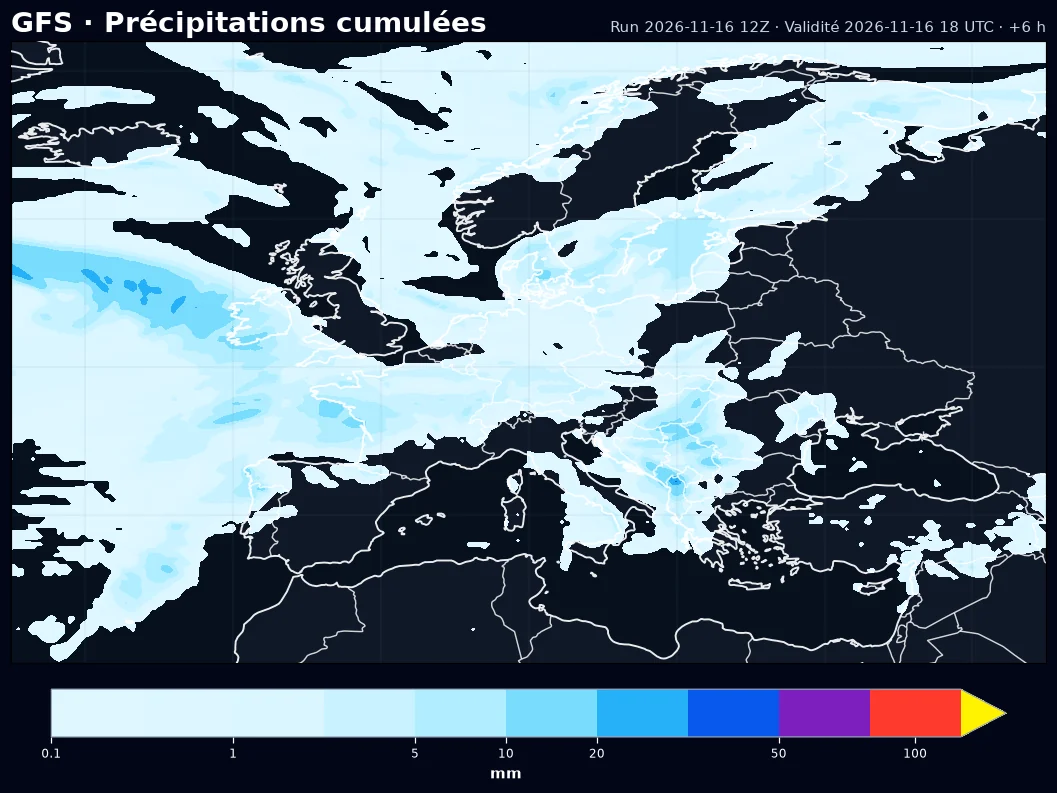 GFS · Précipitations cumulées
Run 2026-11-16 12Z · Validité 2026-11-16 18 UTC · +6 h
0.1 1 5 10 20 50 100
mm